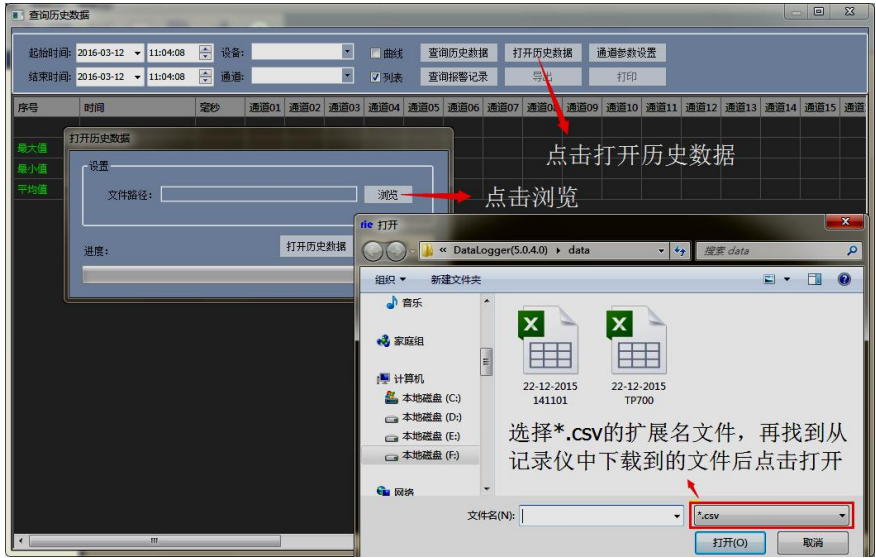 查询历史数据
起始时间: 2016-03-12 11:04:08 设备: 曲线 查询历史数据 打开历史数据 通道参数设置
结束时间: 2016-03-12 11:04:08 通道: 列表 查询报警记录 导出 打印
序号 时间 毫秒 通道01 通道02 通道03 通道04 通道05 通道06 通道07 通道08 通道09 通道10 通道11 通道12 通道13 通道14 通道15 通道
最大值
最小值
平均值
打开历史数据
设置
文件路径: 浏览
进度: 打开历史数据
点击打开历史数据
点击浏览
打开
« DataLogger(5.0.4.0) data 搜索 data
组织 新建文件夹
音乐
家庭组
计算机
本地磁盘 (C:)
本地磁盘 (D:)
本地磁盘 (E:)
本地磁盘 (F:)
网络
22-12-2015
141101
22-12-2015
TP700
选择*.csv的扩展名文件，再找到从
记录仪中下载到的文件后点击打开
文件名(N): *.csv
打开(O) 取消